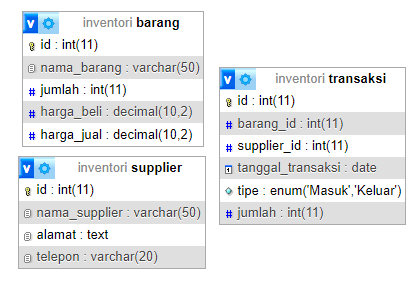 inventori barang
id : int(11)
nama_barang : varchar(50)
jumlah : int(11)
harga_beli : decimal(10,2)
harga_jual : decimal(10,2)
inventori supplier
id : int(11)
nama_supplier : varchar(50)
alamat : text
telepon : varchar(20)
inventori transaksi
id : int(11)
barang_id : int(11)
supplier_id : int(11)
tanggal_transaksi : date
tipe : enum('Masuk','Keluar')
jumlah : int(11)